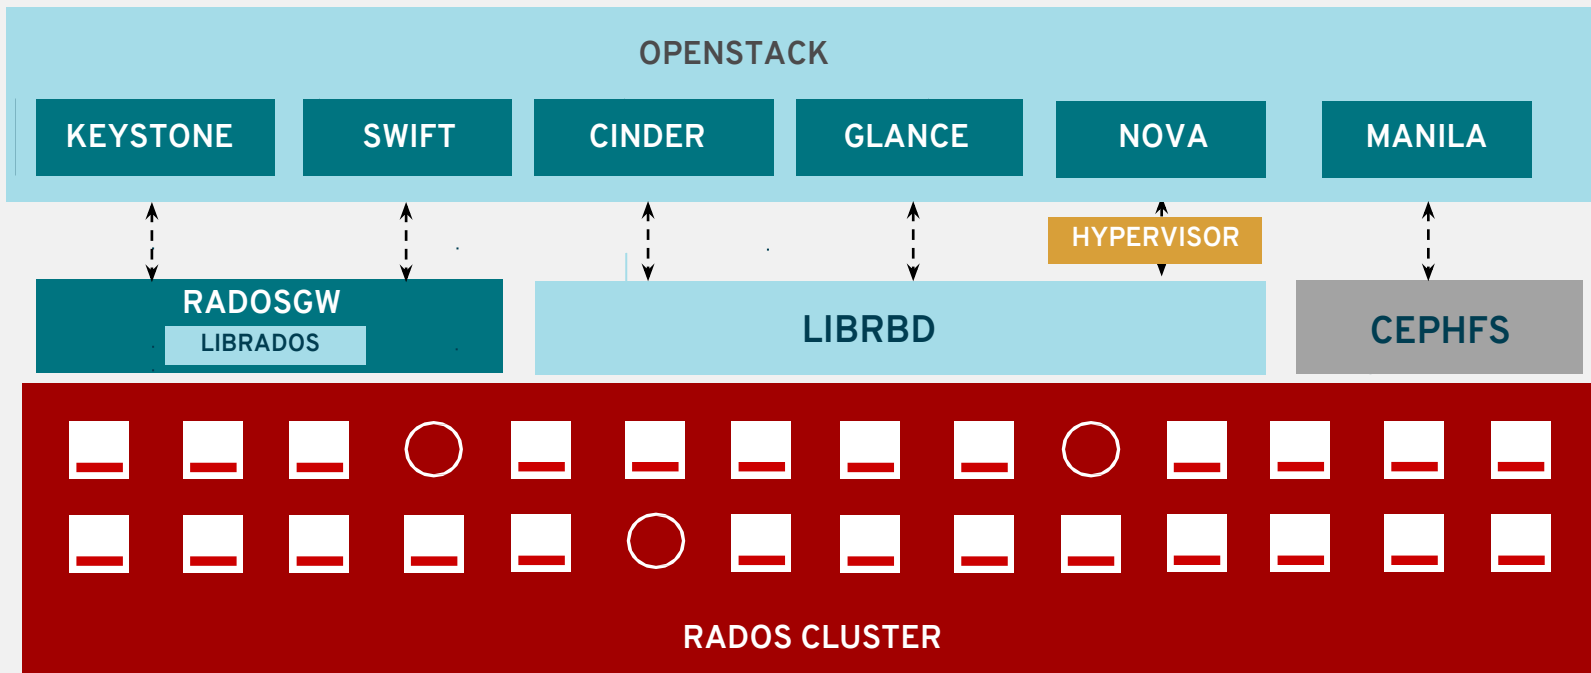 OPENSTACK
KEYSTONE
SWIFT
CINDER
GLANCE
NOVA
MANILA
HYPERVISOR
RADOSGW
LIBRADOS
LIBRBD
CEPHFS
RADOS CLUSTER